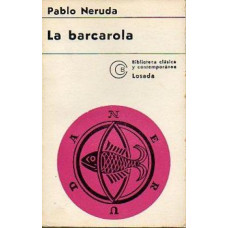 Pablo Neruda
La barcarola
Biblioteca clásica
y contemporánea
Losada
NERUDA